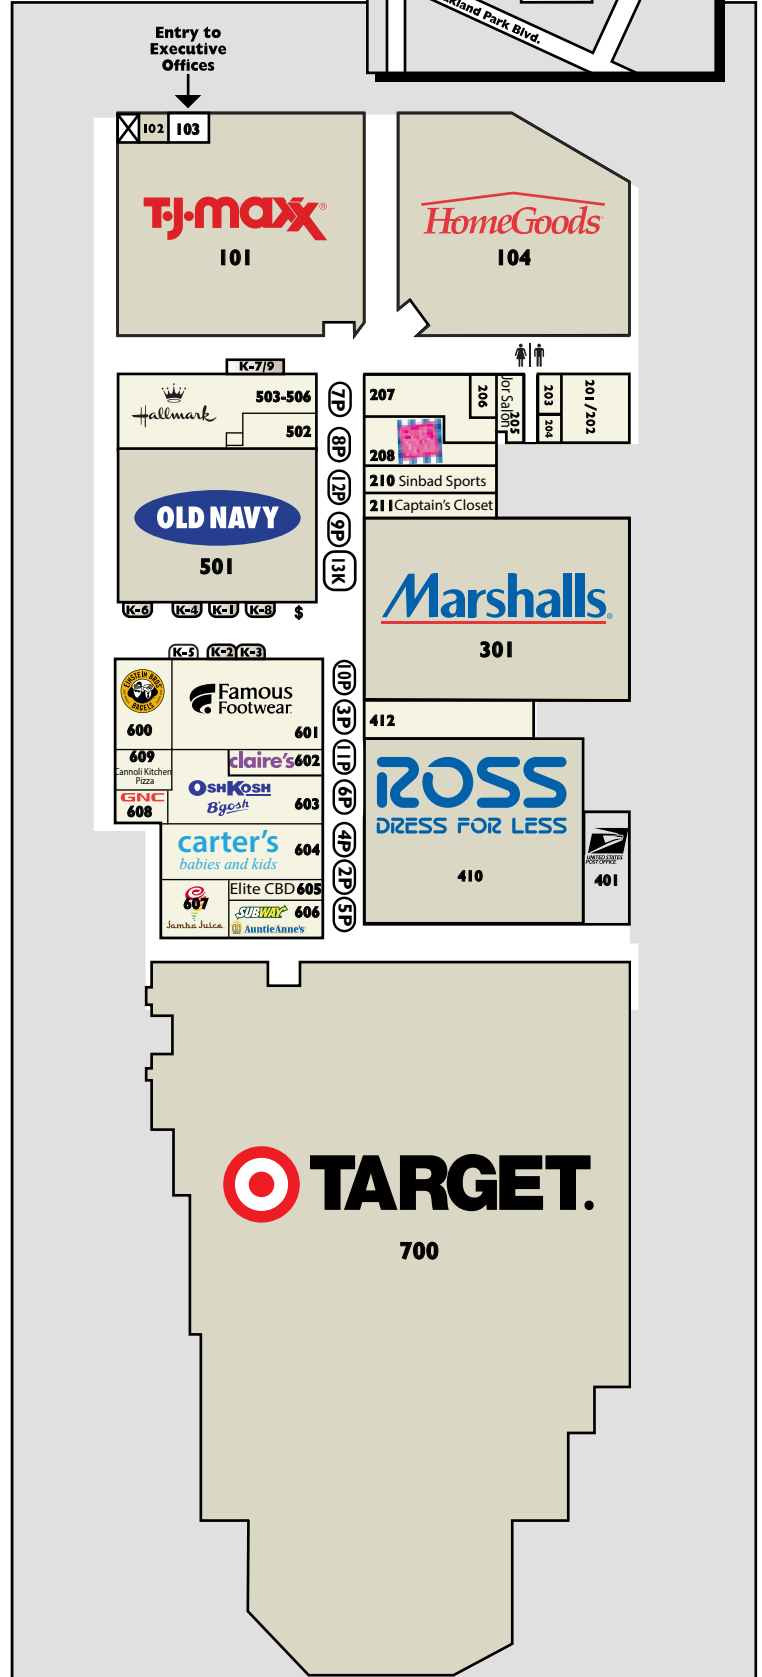 kland Park Blvd.
Entry to
Executive
Offices
102
103
T·J·maxx®
101
HomeGoods
104
K-7/9
Hallmark
503-506
502
7P
8P
12P
9P
13K
207
206
Jor Salon
205
203
204
201/202
208
210 Sinbad Sports
211 Captain's Closet
OLD NAVY
501
K-6
K-4
K-1
K-8
$
Marshalls®
301
K-5
K-2
K-3
EINSTEIN BROS
BAGELS
600
Famous
Footwear
601
10P
3P
11P
6P
4P
2P
5P
412
609
Cannoli Kitchen
Pizza
claire's 602
GNC
608
OSHKOSH
B'gosh
603
ROSS
DRESS FOR LESS
410
UNITED STATES
POST OFFICE
401
carter's
babies and kids
604
607
Jamba Juice
Elite CBD 605
SUBWAY
606
AuntieAnne's
TARGET.
700